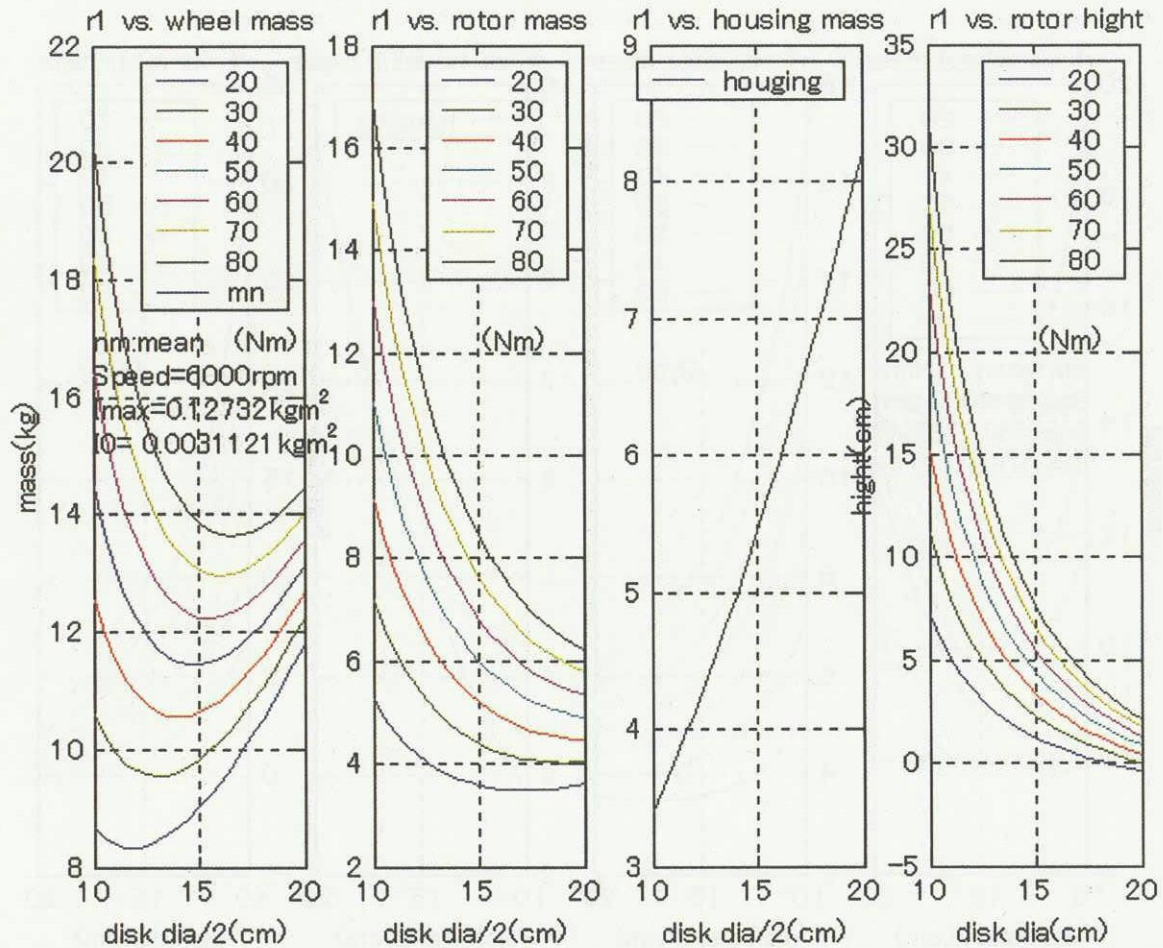 r1 vs. wheel mass
22
20
18
16
14
12
10
8
20
30
40
50
60
70
80
mn
nm:mean (Nm)
Speed=6000rpm
Imax=0.12732kgm²
I0= 0.0031121kgm²
mass(kg)
10 15 20
disk dia/2(cm)
r1 vs. rotor mass
18
16
14
12
10
8
6
4
2
20
30
40
50
60
70
80
(Nm)
10 15 20
disk dia/2(cm)
r1 vs. housing mass
9
8
7
6
5
4
3
houging
10 15 20
disk dia/2(cm)
r1 vs. rotor hight
35
30
25
20
15
10
5
0
-5
20
30
40
50
60
70
80
(Nm)
hight(cm)
10 15 20
disk dia(cm)